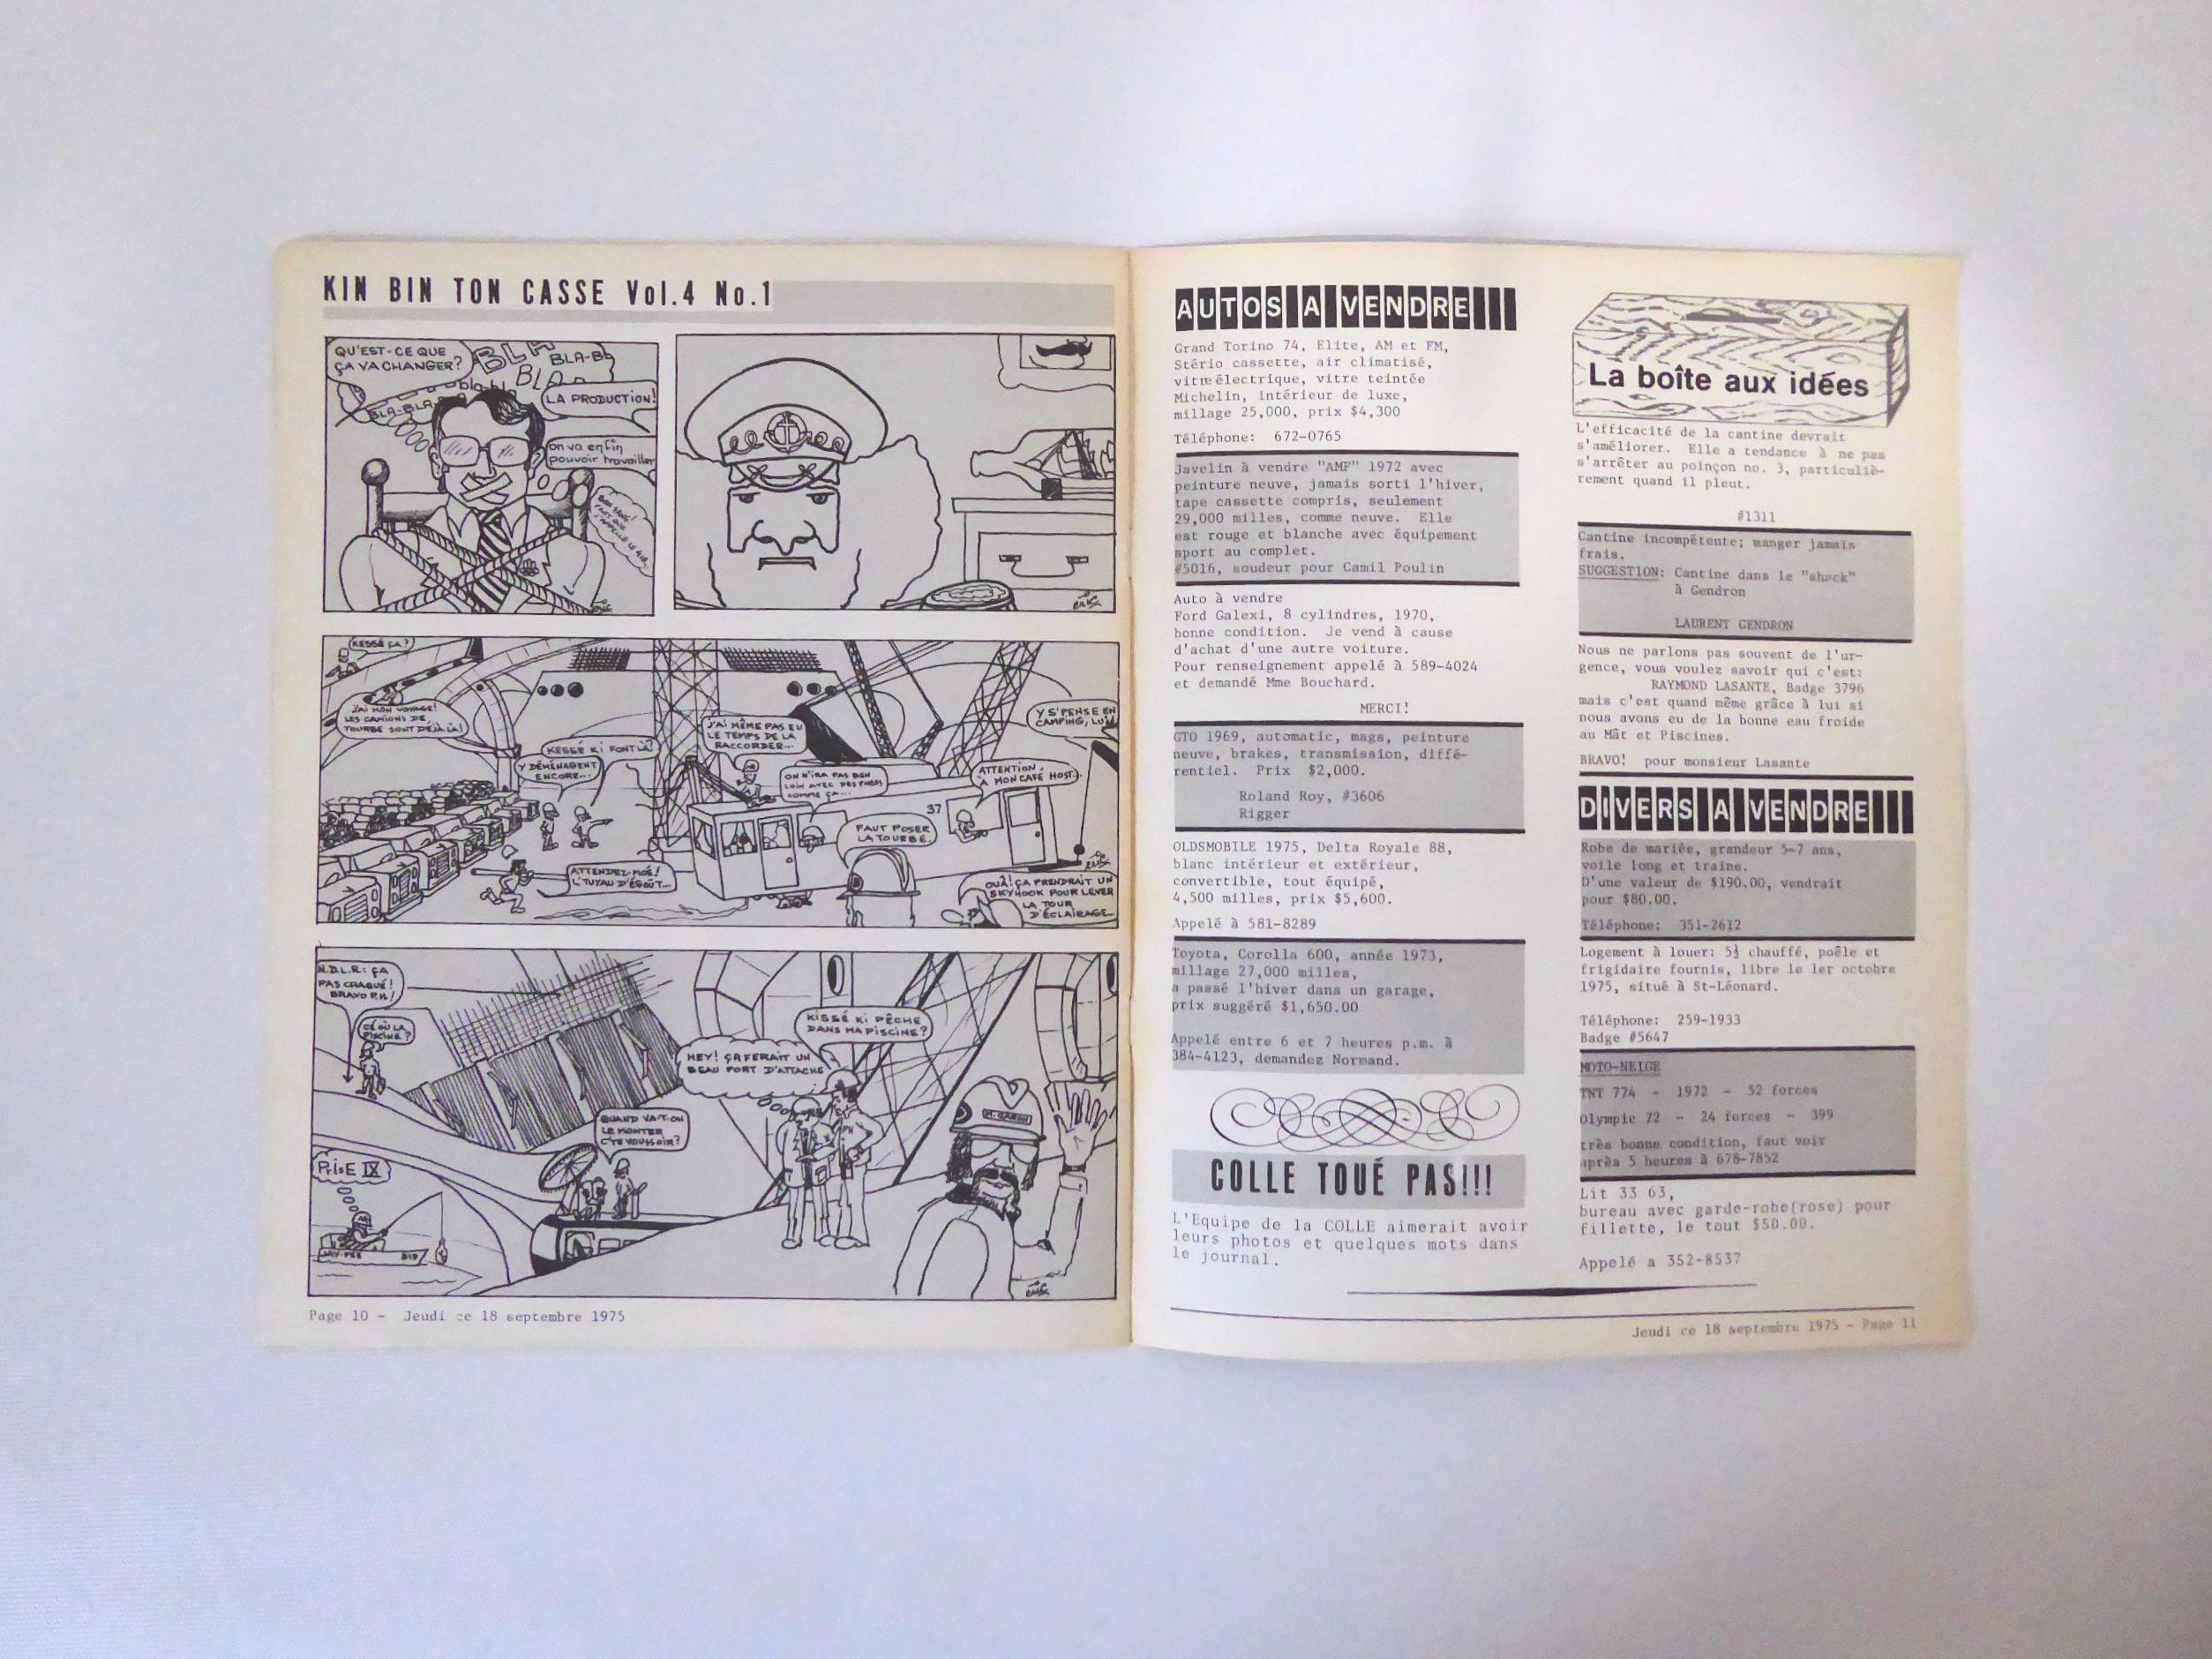 KIN BIN TON CASSE Vol.4 No.1
QU'EST-CE QUE
ÇA VA CHANGER?
BLA
BLA-BLA
BLA
bla-bla
BLA-BLA
LA PRODUCTION!
on va enfin
pouvoir travailler
eric
eric
KESSÉ ÇA?
J'AI MON VOYAGE!
LES CAMIONS DE
TOURBE SONT DÉJÀ LÀ!
KESSÉ KI FONT LÀ?
Y DÉMÉNAGENT
ENCORE...
J'AI MÊME PAS EU
LE TEMPS DE LA
RACCORDER...
Y S'PENSE EN
CAMPING, LUI!
ON N'IRA PAS BEN
LOIN AVEC DES PNEUS
COMME ÇA...
ATTENTION
À MON CAFÉ HOST..
37
FAUT POSER
LA TOURBE.
ATTENDEZ-MOÉ!
L'TUYAU D'ÉGOÛT...
OUÂ! ÇA PRENDRAIT UN
SKYHOOK POUR LEVER
LA TOUR
D'ÉCLAIRAGE...
eric
N.D.L.R: ÇA
PAS CRAQUÉ!
BRAVO P.H.!
CÉ OÙ LA
PISCINE?
KISSÉ KI PÊCHE
DANS MA PISCINE?
HEY! ÇA FERAIT UN
BEAU PORT D'ATTACHE
QUAND VA-T-ON
LE MONTER
C'TE VOUSSOIR?
PRISE IX
eric
Page 10 - Jeudi ce 18 septembre 1975
AUTOS A VENDRE
Grand Torino 74, Elite, AM et FM,
Stério cassette, air climatisé,
vitre électrique, vitre teintée
Michelin, intérieur de luxe,
millage 25,000, prix $4,300
Téléphone: 672-0765
Javelin à vendre "AMF" 1972 avec
peinture neuve, jamais sorti l'hiver,
tape cassette compris, seulement
29,000 milles, comme neuve. Elle
est rouge et blanche avec équipement
sport au complet.
#5016, soudeur pour Camil Poulin
Auto à vendre
Ford Galexi, 8 cylindres, 1970,
bonne condition. Je vend à cause
d'achat d'une autre voiture.
Pour renseignement appelé à 589-4024
et demandé Mme Bouchard.
MERCI!
GTO 1969, automatic, mags, peinture
neuve, brakes, transmission, diffé-
rentiel. Prix $2,000.
Roland Roy, #3606
Rigger
OLDSMOBILE 1975, Delta Royale 88,
blanc intérieur et extérieur,
convertible, tout équipé,
4,500 milles, prix $5,600.
Appelé à 581-8289
Toyota, Corolla 600, année 1973,
millage 27,000 milles,
a passé l'hiver dans un garage,
prix suggéré $1,650.00
Appelé entre 6 et 7 heures p.m. à
384-4123, demandez Normand.
COLLE TOUÉ PAS!!!
L'Equipe de la COLLE aimerait avoir
leurs photos et quelques mots dans
le journal.
La boîte aux idées
L'efficacité de la cantine devrait
s'améliorer. Elle a tendance à ne pas
s'arrêter au poinçon no. 3, particuliè-
rement quand il pleut.
#1311
Cantine incompétente; manger jamais
frais.
SUGGESTION: Cantine dans le "shack"
à Gendron
LAURENT GENDRON
Nous ne parlons pas souvent de l'ur-
gence, vous voulez savoir qui c'est:
RAYMOND LASANTE, Badge 3796
mais c'est quand même grâce à lui si
nous avons eu de la bonne eau froide
au Mât et Piscines.
BRAVO! pour monsieur Lasante
DIVERS A VENDRE
Robe de mariée, grandeur 5-7 ans,
voile long et traine.
D'une valeur de $190.00, vendrait
pour $80.00.
Téléphone: 351-2612
Logement à louer: 5½ chauffé, poêle et
frigidaire fournis, libre le 1er octobre
1975, situé à St-Léonard.
Téléphone: 259-1933
Badge #5647
MOTO-NEIGE
TNT 774 - 1972 - 52 forces
Olympic 72 - 24 forces - 399
très bonne condition, faut voir
après 5 heures à 678-7852
Lit 33 63,
bureau avec garde-robe(rose) pour
fillette, le tout $50.00.
Appelé a 352-8537
Jeudi ce 18 septembre 1975 - Page 11